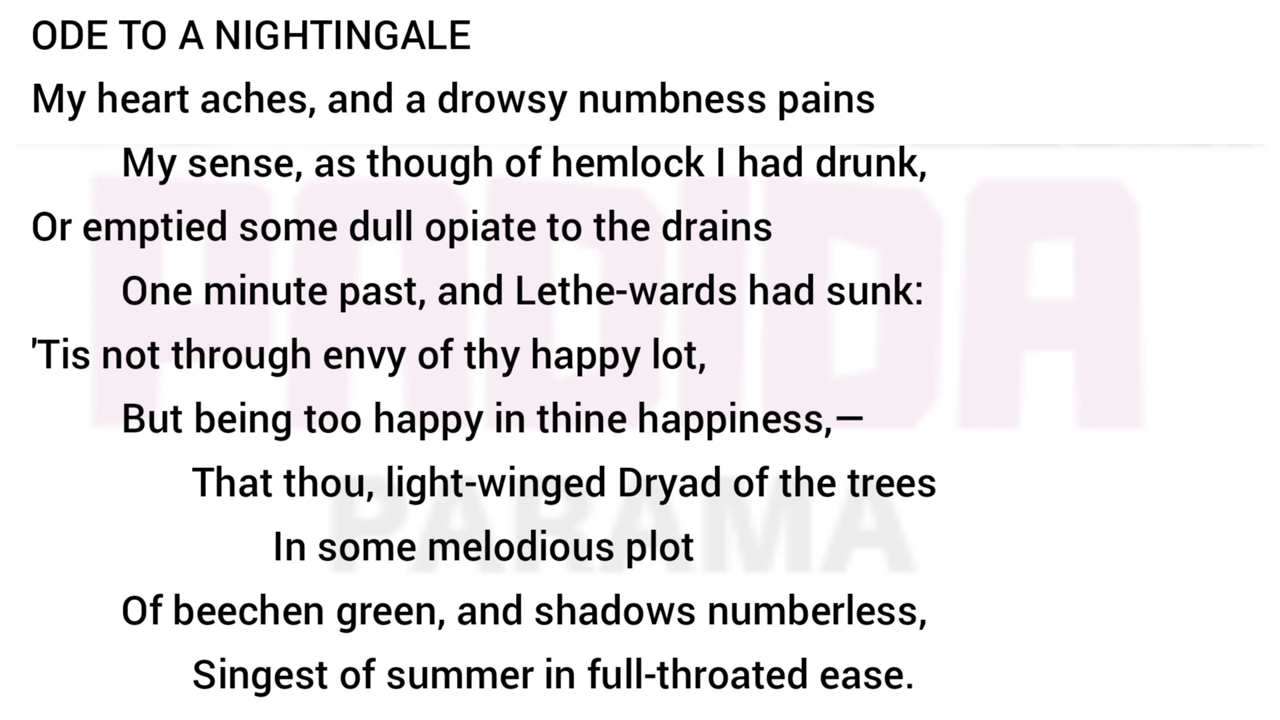 ODE TO A NIGHTINGALE
My heart aches, and a drowsy numbness pains
My sense, as though of hemlock I had drunk,
Or emptied some dull opiate to the drains
One minute past, and Lethe-wards had sunk:
'Tis not through envy of thy happy lot,
But being too happy in thine happiness,—
That thou, light-winged Dryad of the trees
In some melodious plot
Of beechen green, and shadows numberless,
Singest of summer in full-throated ease.
PADIDA
PARAMA